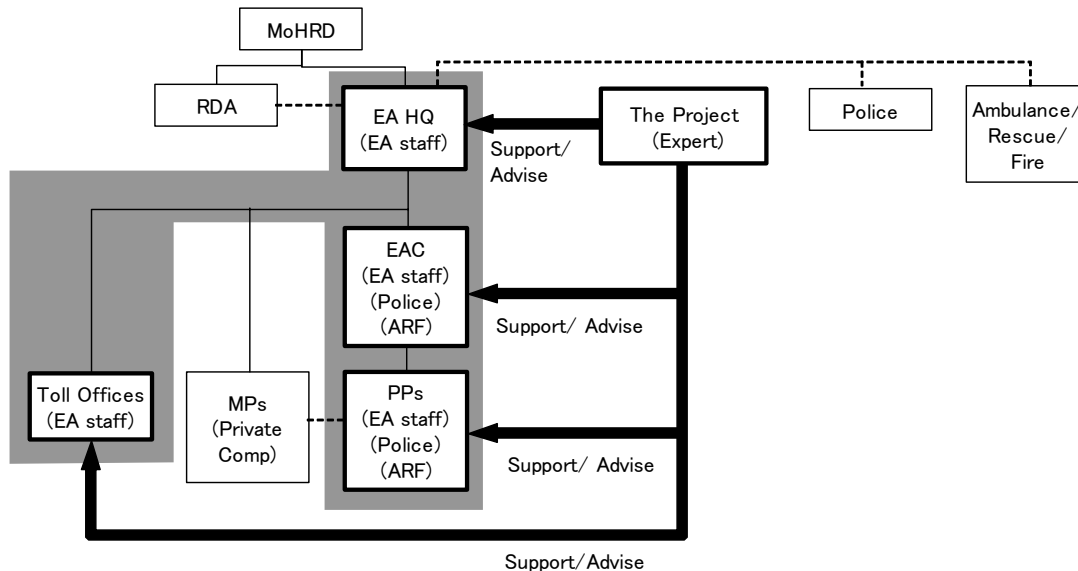 MoHRD
RDA
EA HQ
(EA staff)
The Project
(Expert)
Police
Ambulance/
Rescue/
Fire
Support/
Advise
EAC
(EA staff)
(Police)
(ARF)
Support/ Advise
Toll Offices
(EA staff)
MPs
(Private
Comp)
PPs
(EA staff)
(Police)
(ARF)
Support/ Advise
Support/Advise